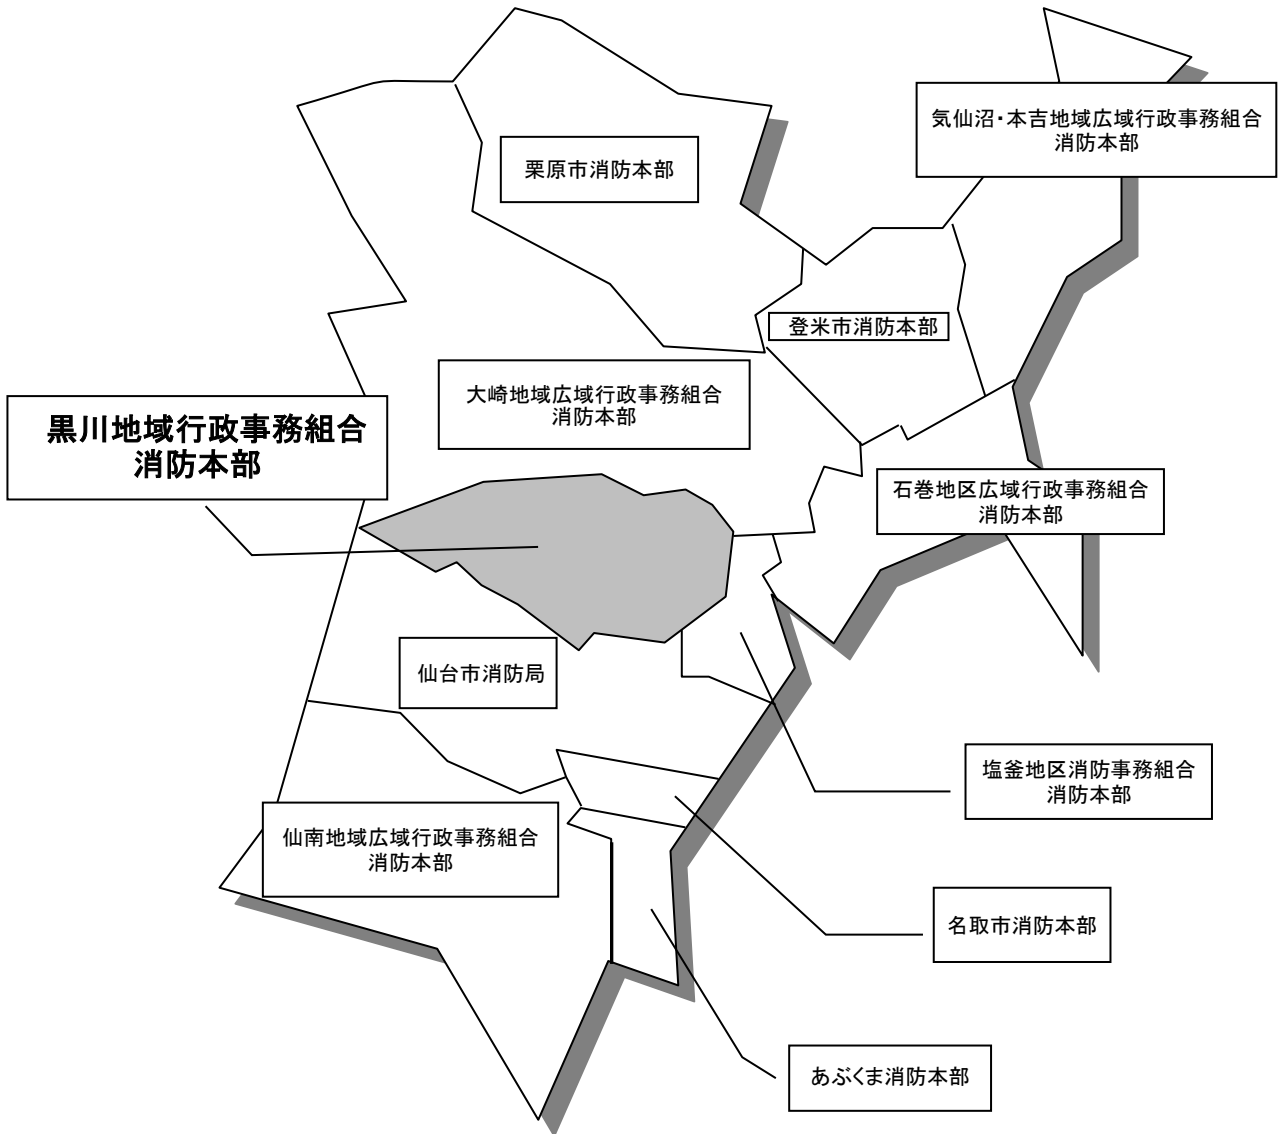 気仙沼・本吉地域広域行政事務組合
消防本部
栗原市消防本部
登米市消防本部
大崎地域広域行政事務組合
消防本部
黒川地域行政事務組合
消防本部
石巻地区広域行政事務組合
消防本部
仙台市消防局
塩釜地区消防事務組合
消防本部
仙南地域広域行政事務組合
消防本部
名取市消防本部
あぶくま消防本部